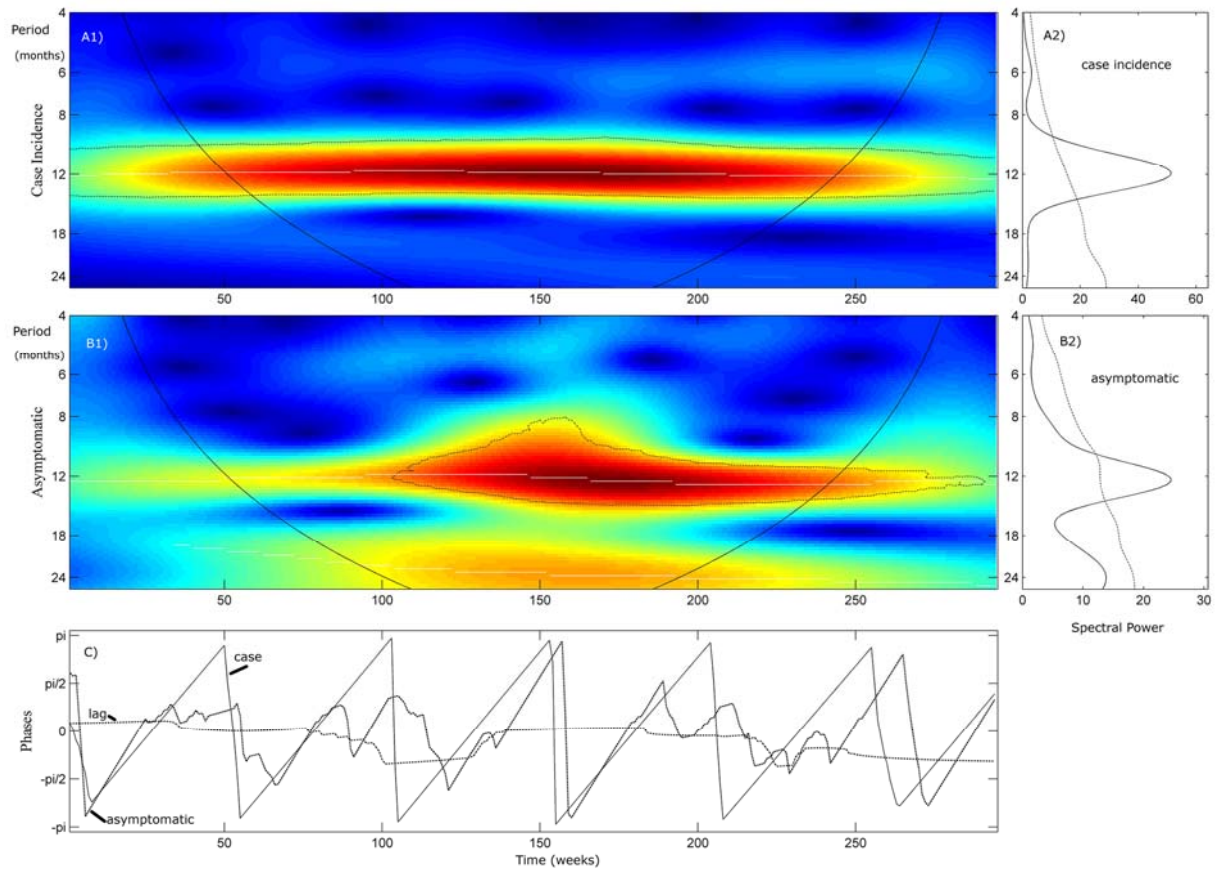 4
Period
(months)
6
8
12
18
24
Case Incidence
A1)
50
100
150
200
250
4
6
8
12
18
24
A2)
case incidence
0
20
40
60
4
Period
(months)
6
8
12
18
24
Asymptomatic
B1)
50
100
150
200
250
4
6
8
12
18
24
B2)
asymptomatic
0
10
20
30
Spectral Power
pi
pi/2
0
-pi/2
-pi
Phases
C)
case
lag
asymptomatic
50
100
150
200
250
Time (weeks)